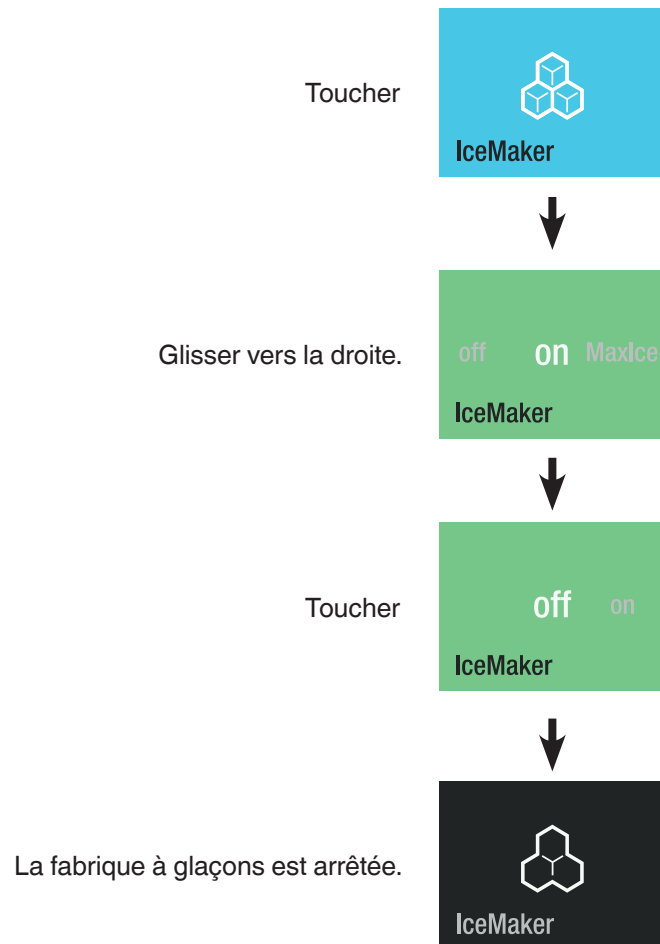 Toucher
IceMaker
Glisser vers la droite.
off on MaxIce
IceMaker
Toucher
off on
IceMaker
La fabrique à glaçons est arrêtée.
IceMaker